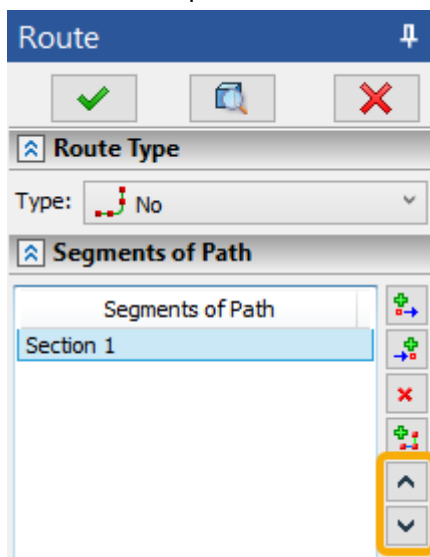 Route
Route Type
Type: No
Segments of Path
Segments of Path
Section 1